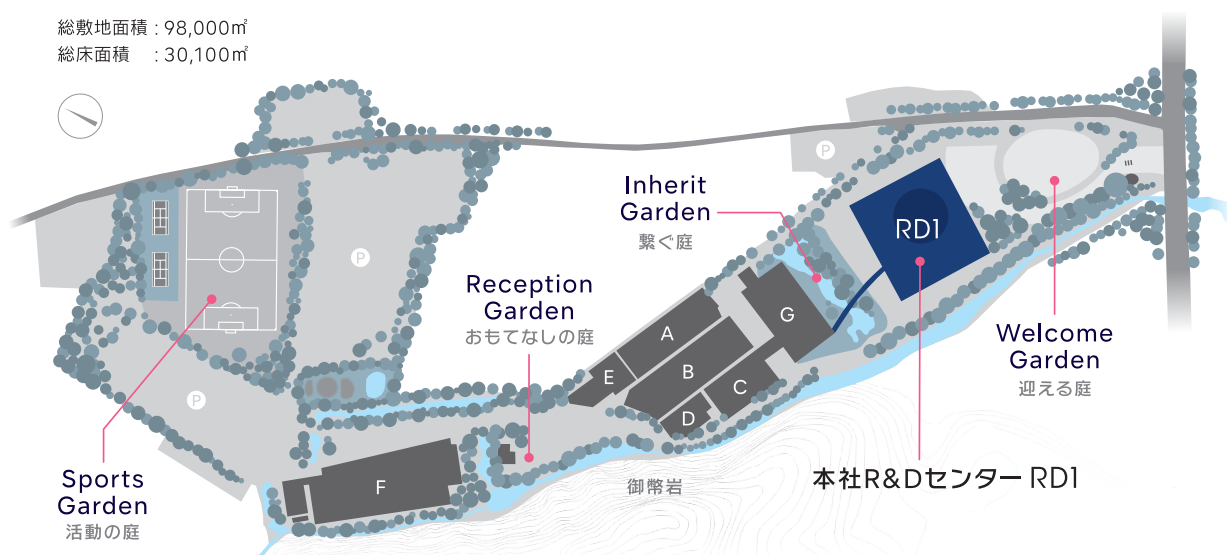 総敷地面積 : 98,000㎡
総床面積 : 30,100㎡
P
Inherit
Garden
繋ぐ庭
RD1
P
Reception
Garden
おもてなしの庭
G
A
B
E
C
D
Welcome
Garden
迎える庭
P
Sports
Garden
活動の庭
F
御幣岩
本社R&Dセンター RD1